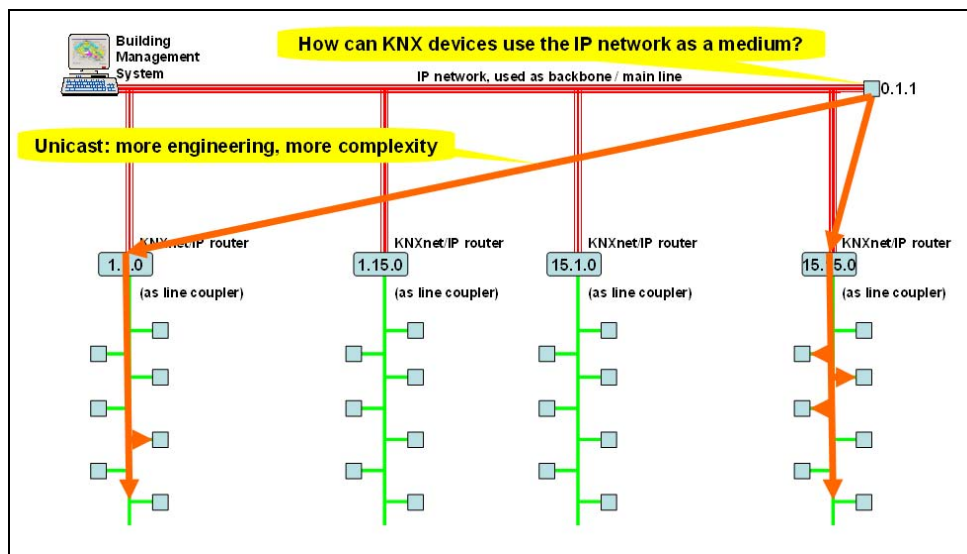 Building
Management
System
How can KNX devices use the IP network as a medium?
IP network, used as backbone / main line
0.1.1
Unicast: more engineering, more complexity
KNXnet/IP router
KNXnet/IP router
KNXnet/IP router
KNXnet/IP router
1.15.0
15.1.0
(as line coupler)
(as line coupler)
(as line coupler)
(as line coupler)